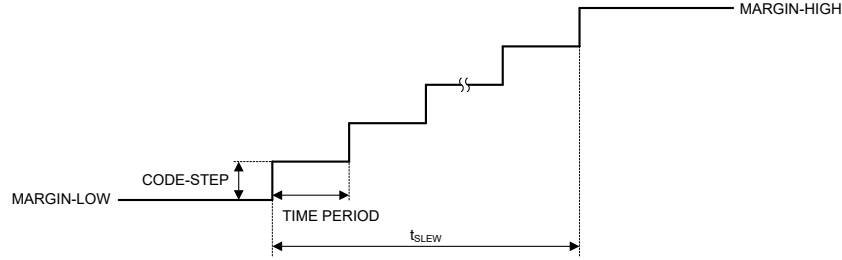 MARGIN-HIGH
CODE-STEP
MARGIN-LOW
TIME PERIOD
tSLEW